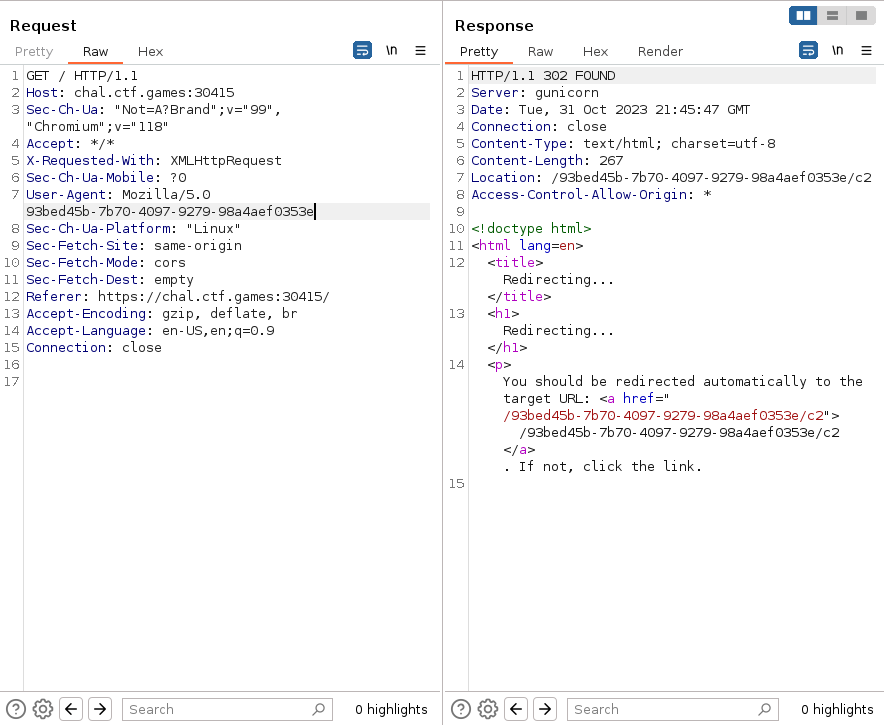 Request
Pretty Raw Hex \n
1 GET / HTTP/1.1
2 Host: chal.ctf.games:30415
3 Sec-Ch-Ua: "Not=A?Brand";v="99",
"Chromium";v="118"
4 Accept: */*
5 X-Requested-With: XMLHttpRequest
6 Sec-Ch-Ua-Mobile: ?0
7 User-Agent: Mozilla/5.0
93bed45b-7b70-4097-9279-98a4aef0353e
8 Sec-Ch-Ua-Platform: "Linux"
9 Sec-Fetch-Site: same-origin
10 Sec-Fetch-Mode: cors
11 Sec-Fetch-Dest: empty
12 Referer: https://chal.ctf.games:30415/
13 Accept-Encoding: gzip, deflate, br
14 Accept-Language: en-US,en;q=0.9
15 Connection: close
16
17
Search 0 highlights
Response
Pretty Raw Hex Render \n
1 HTTP/1.1 302 FOUND
2 Server: gunicorn
3 Date: Tue, 31 Oct 2023 21:45:47 GMT
4 Connection: close
5 Content-Type: text/html; charset=utf-8
6 Content-Length: 267
7 Location: /93bed45b-7b70-4097-9279-98a4aef0353e/c2
8 Access-Control-Allow-Origin: *
9
10 <!doctype html>
11 <html lang=en>
12 <title>
Redirecting...
</title>
13 <h1>
Redirecting...
</h1>
14 <p>
You should be redirected automatically to the
target URL: <a href="
/93bed45b-7b70-4097-9279-98a4aef0353e/c2">
/93bed45b-7b70-4097-9279-98a4aef0353e/c2
</a>
. If not, click the link.
15
Search 0 highlights